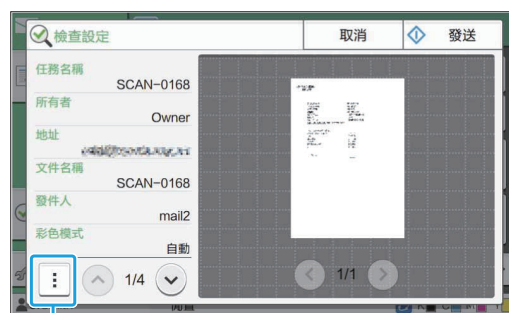 檢查設定
取消
發送
任務名稱
SCAN-0168
所有者
Owner
地址
文件名稱
SCAN-0168
發件人
mail2
彩色模式
自動
1/4
1/1